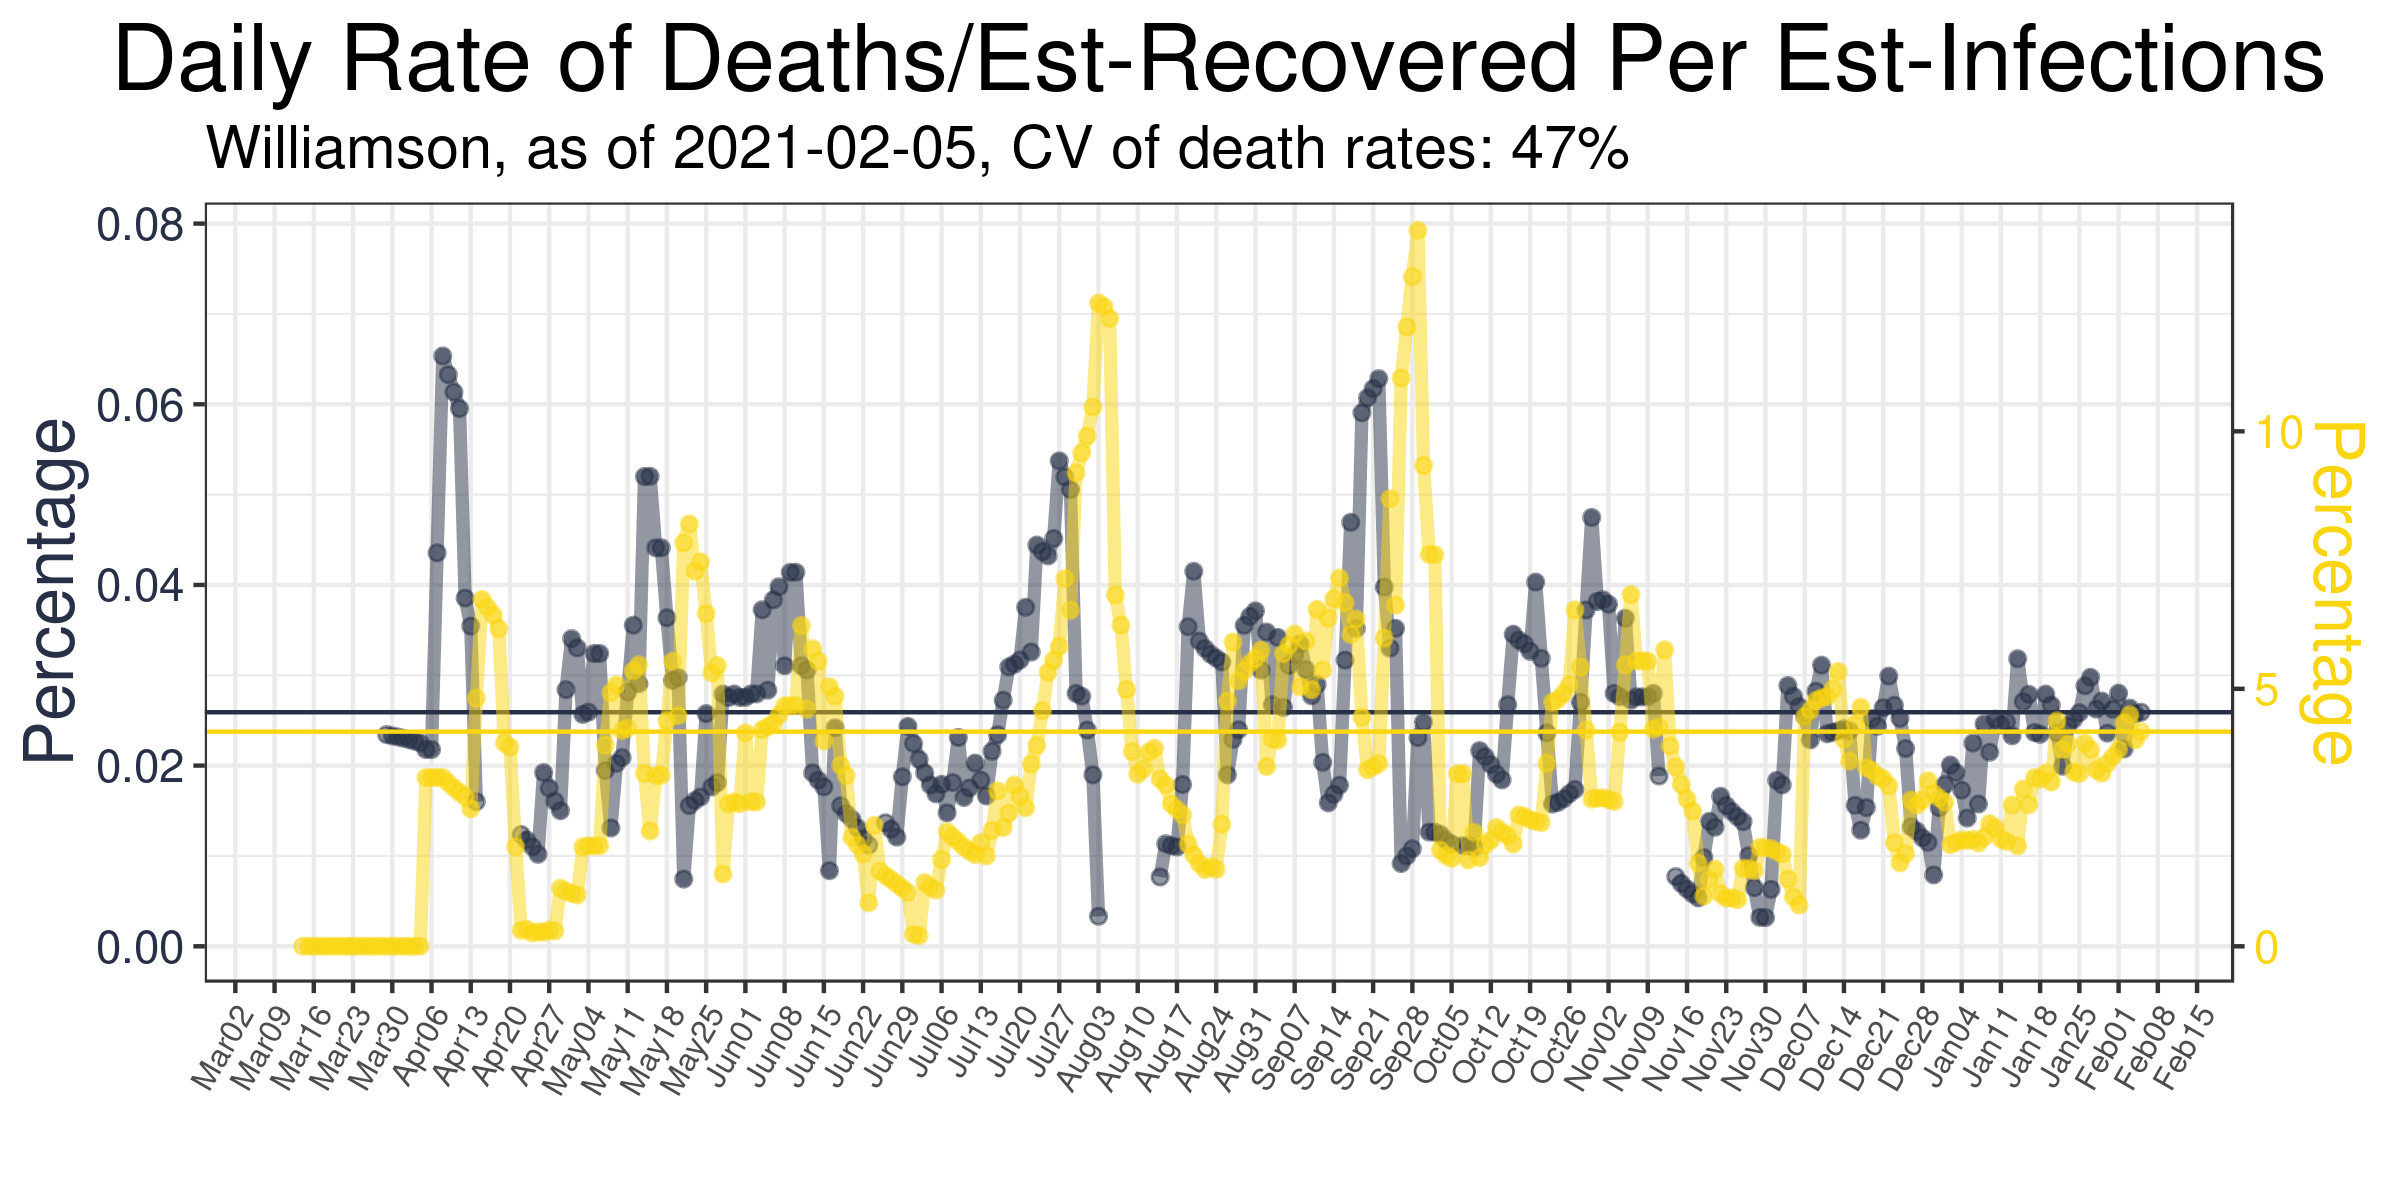 Daily Rate of Deaths/Est-Recovered Per Est-Infections
Williamson, as of 2021-02-05, CV of death rates: 47%
Percentage
0.08
0.06
0.04
0.02
0.00
10
5
0
Percentage
Mar02 Mar09 Mar16 Mar23 Mar30 Apr06 Apr13 Apr20 Apr27 May04 May11 May18 May25 Jun01 Jun08 Jun15 Jun22 Jun29 Jul06 Jul13 Jul20 Jul27 Aug03 Aug10 Aug17 Aug24 Aug31 Sep07 Sep14 Sep21 Sep28 Oct05 Oct12 Oct19 Oct26 Nov02 Nov09 Nov16 Nov23 Nov30 Dec07 Dec14 Dec21 Dec28 Jan04 Jan11 Jan18 Jan25 Feb01 Feb08 Feb15